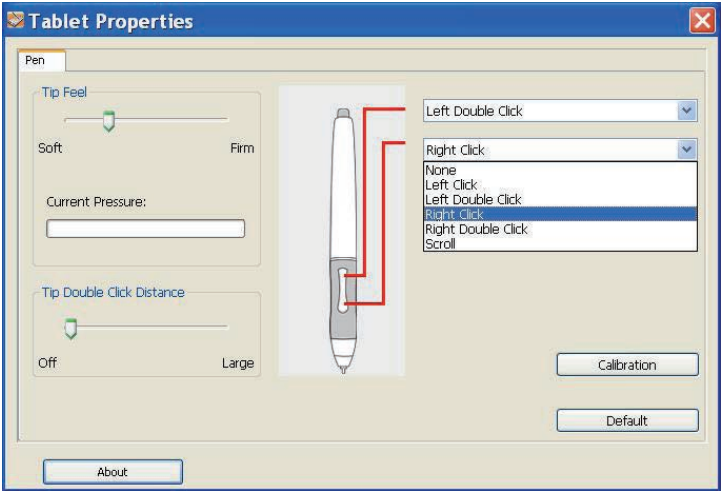 Tablet Properties
Pen
Tip Feel
Soft Firm
Current Pressure:
Tip Double Click Distance
Off Large
Left Double Click
Right Click
None
Left Click
Left Double Click
Right Click
Right Double Click
Scroll
Calibration
Default
About